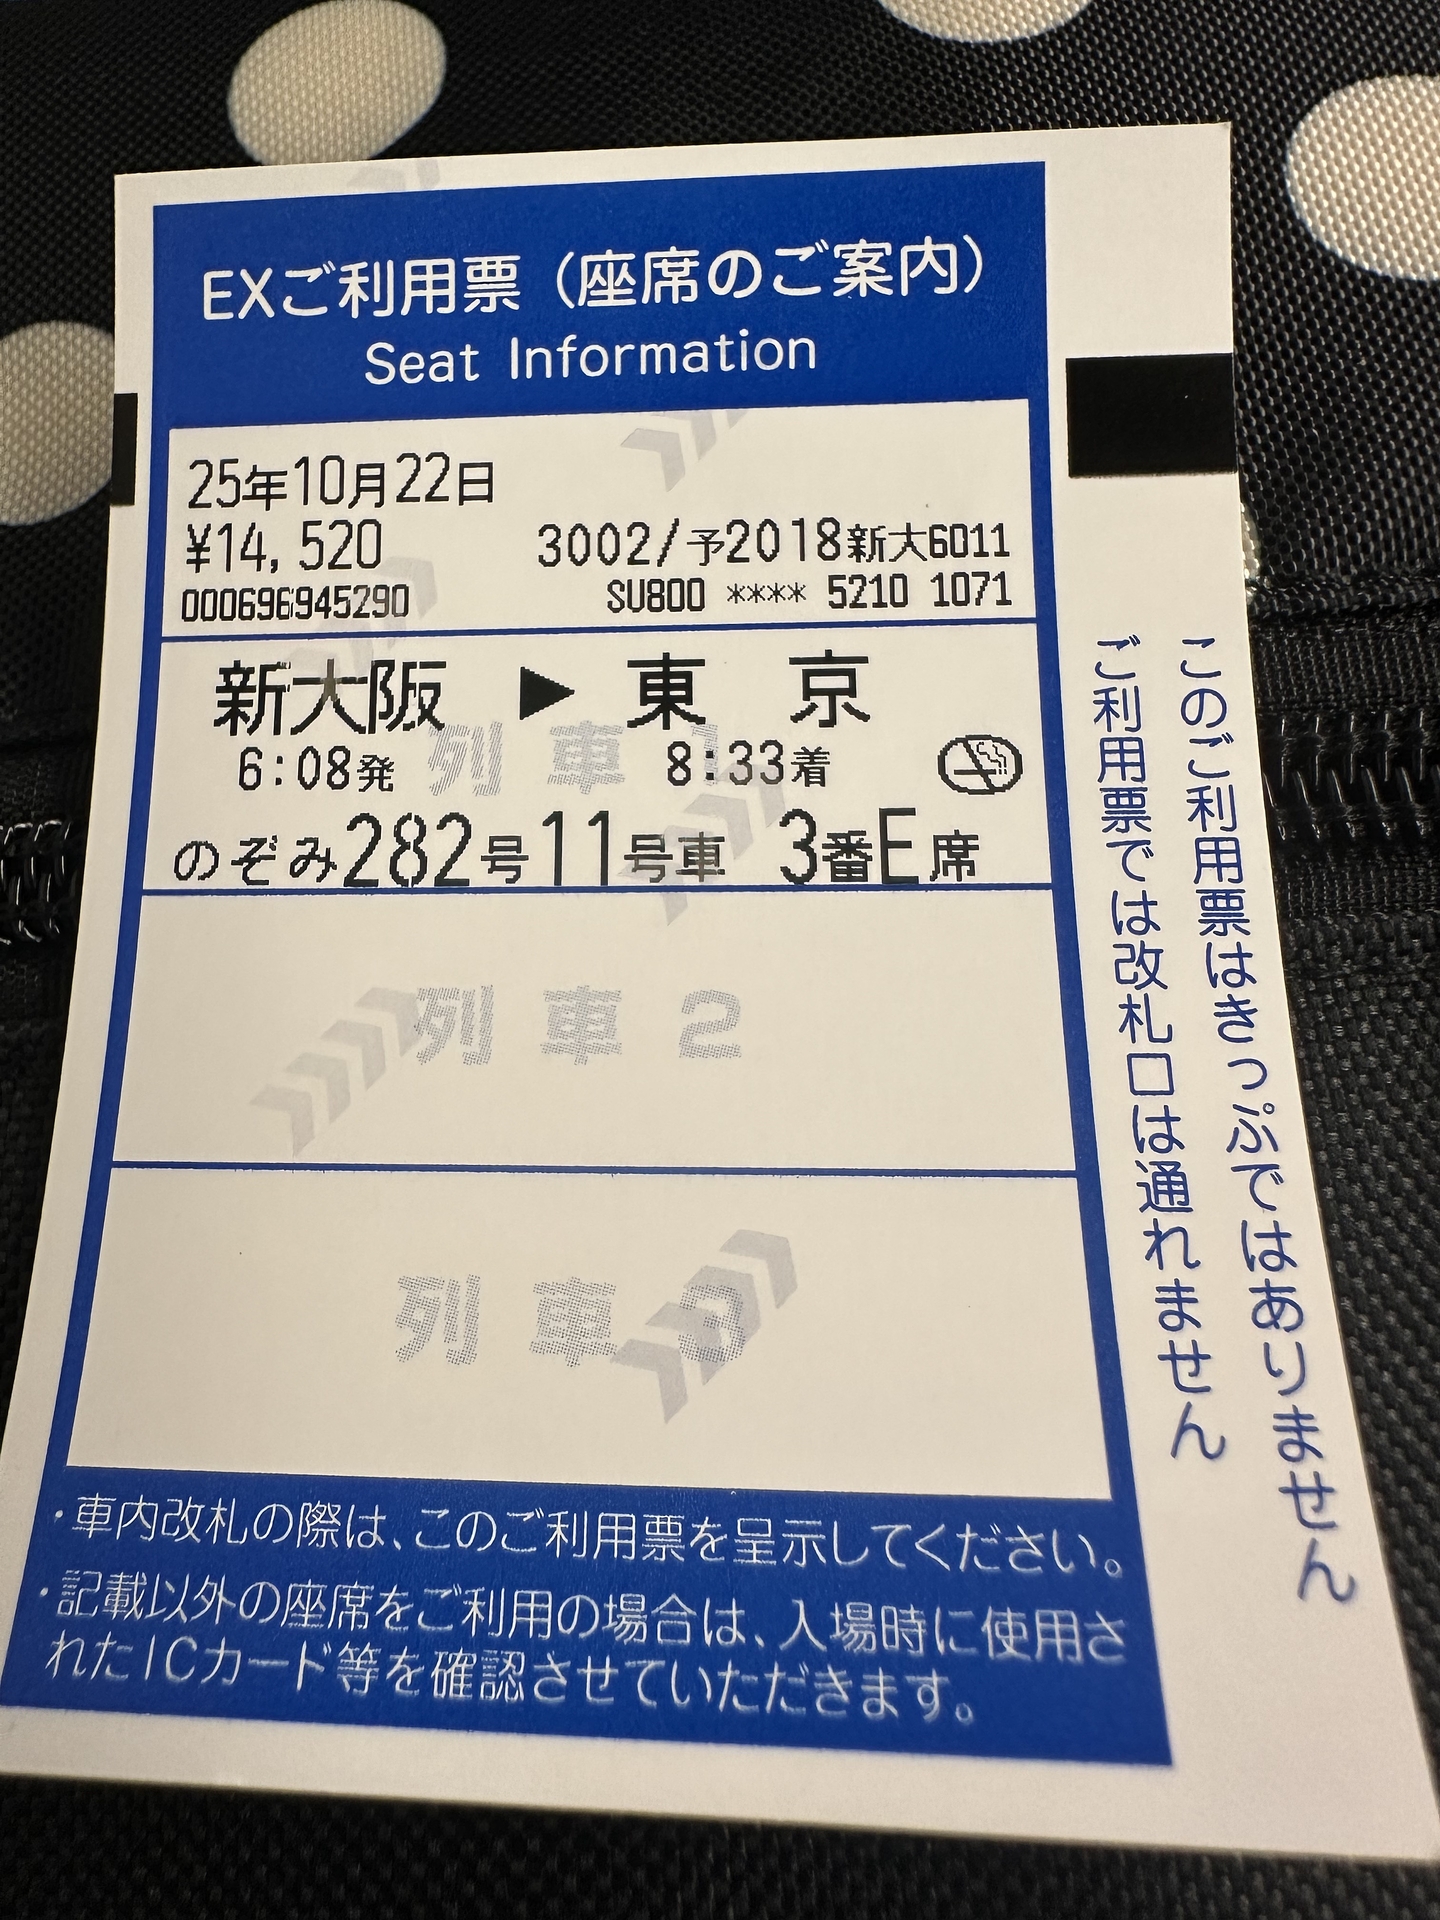 EXご利用票（座席のご案内）
Seat Information
25年10月22日
¥14,520 3002/予2018新大6011
000696945290 SU800 **** 5210 1071
新大阪 ▶ 東 京
6:08発 列車1 8:33着
のぞみ282号11号車 3番E席
列車2
列車3
・車内改札の際は、このご利用票を呈示してください。
・記載以外の座席をご利用の場合は、入場時に使用さ
れたICカード等を確認させていただきます。
このご利用票はきっぷではありません
ご利用票では改札口は通れません